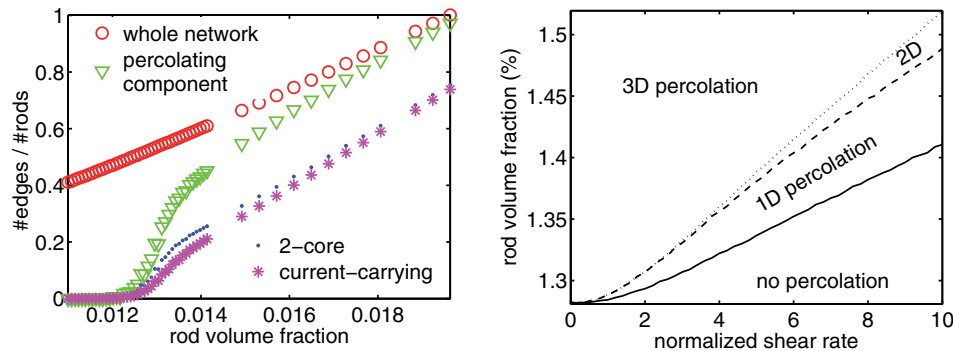 whole network
percolating
component
2-core
current-carrying
#edges / #rods
1
0.8
0.6
0.4
0.2
0
0.012
0.014
0.016
0.018
rod volume fraction
3D percolation
2D
1D percolation
no percolation
rod volume fraction (%)
1.5
1.45
1.4
1.35
1.3
0
2
4
6
8
10
normalized shear rate